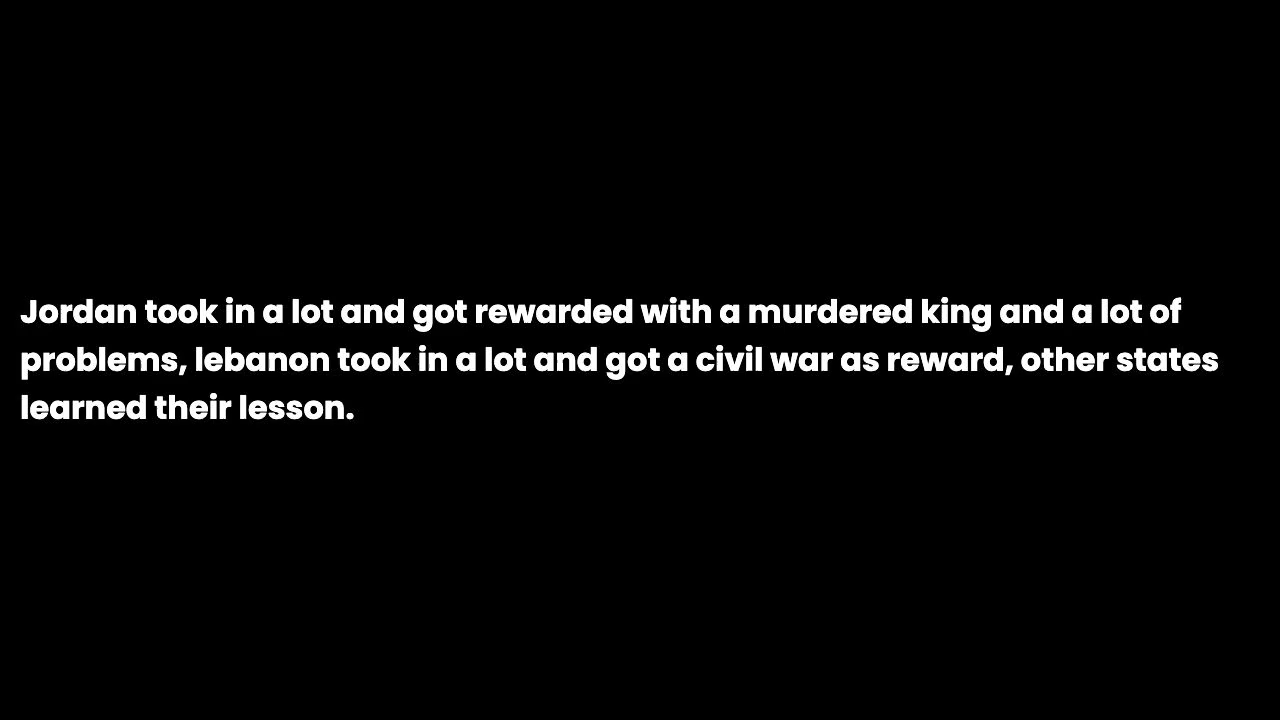 Jordan took in a lot and got rewarded with a murdered king and a lot of
problems, lebanon took in a lot and got a civil war as reward, other states
learned their lesson.